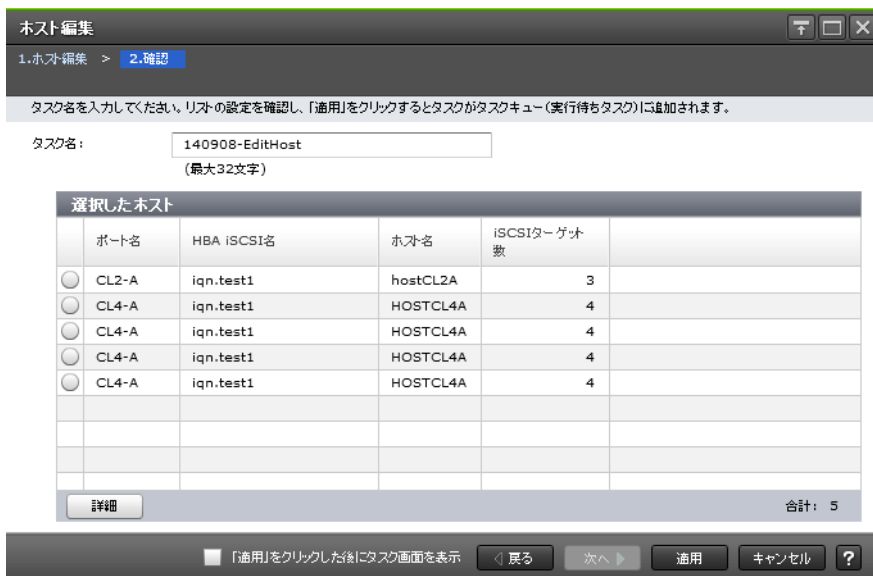 ホスト編集
1.ホスト編集 > 2.確認
タスク名を入力してください。リストの設定を確認し、「適用」をクリックするとタスクがタスクキュー(実行待ちタスク)に追加されます。
タスク名: 140908-EditHost
(最大32文字)
選択したホスト
ポート名 HBA iSCSI名 ホスト名 iSCSIターゲット数
CL2-A iqn.test1 hostCL2A 3
CL4-A iqn.test1 HOSTCL4A 4
CL4-A iqn.test1 HOSTCL4A 4
CL4-A iqn.test1 HOSTCL4A 4
CL4-A iqn.test1 HOSTCL4A 4
詳細 合計: 5
「適用」をクリックした後にタスク画面を表示 戻る 次へ 適用 キャンセル ?